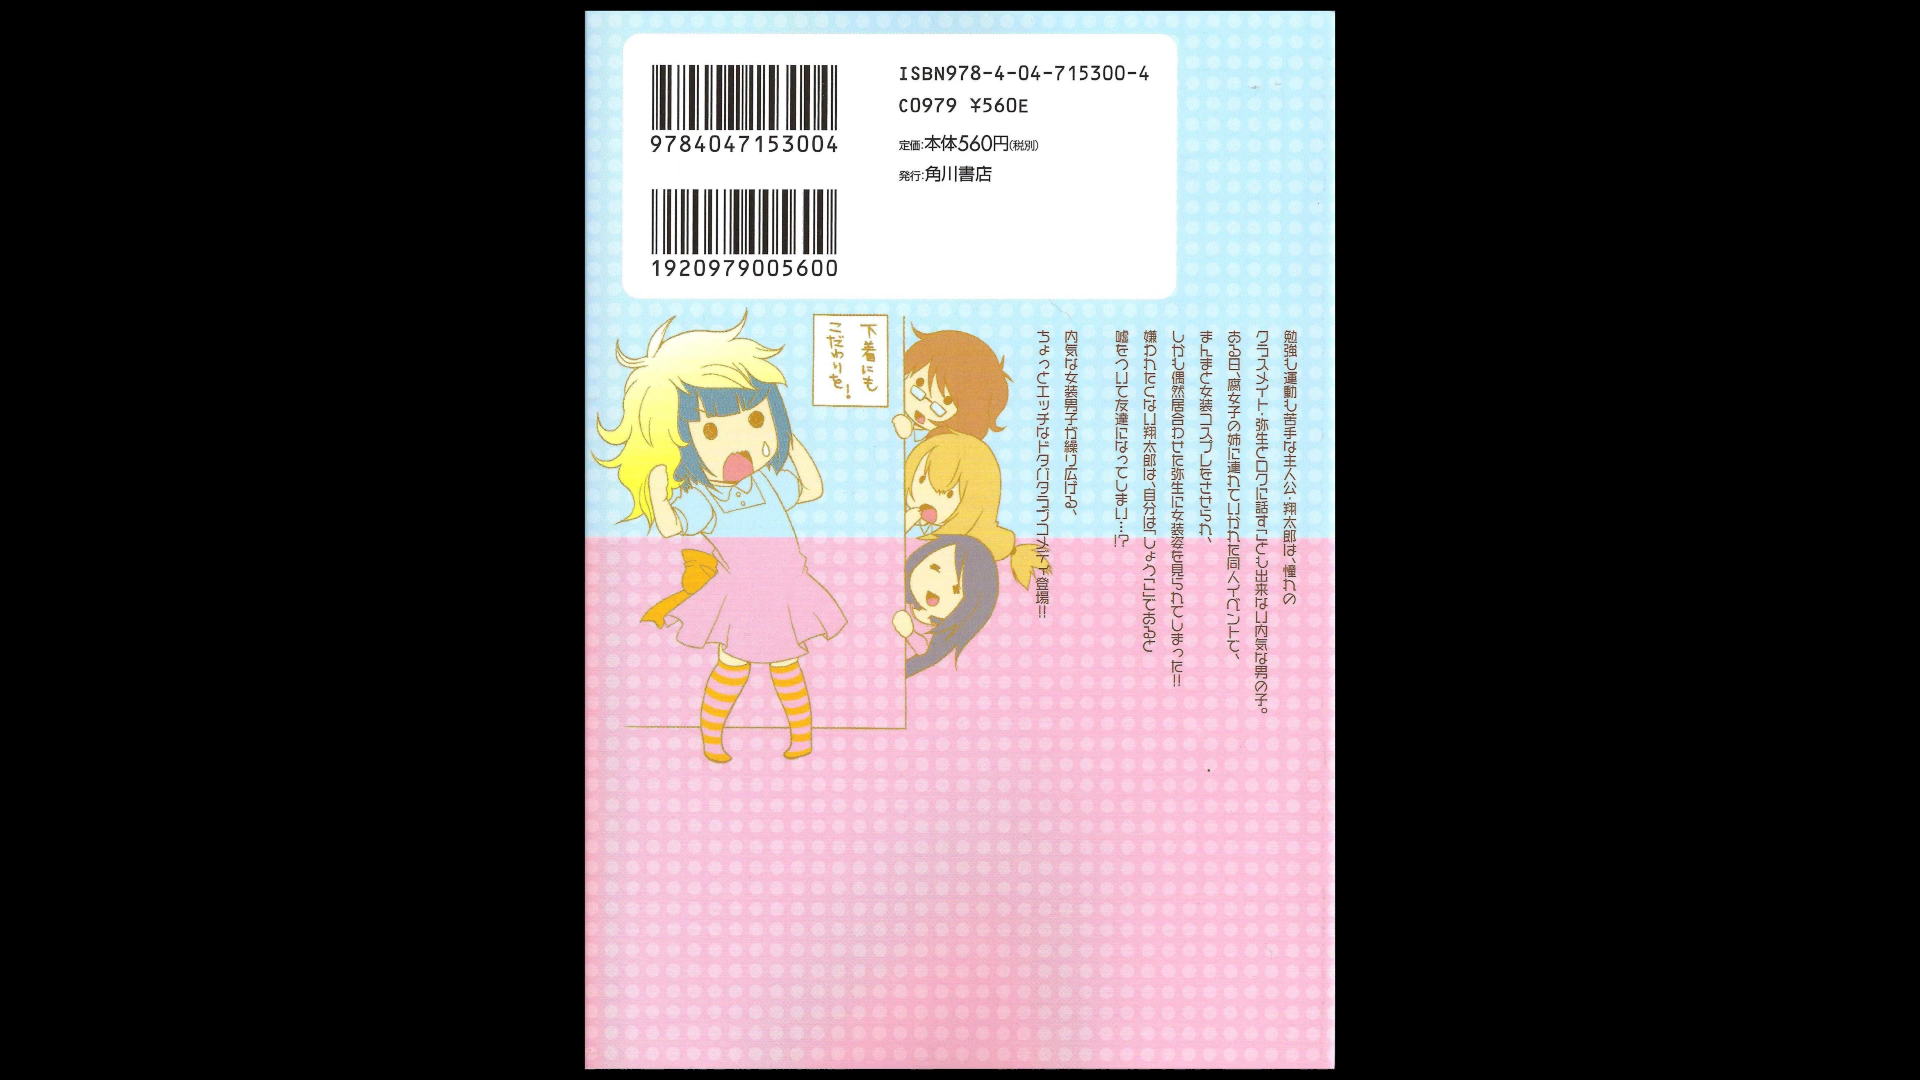 ISBN978-4-04-715300-4
C0979 ¥560E
定価:本体560円(税別)
発行:角川書店
9784047153004
1920979005600
下着にも
こだわりを!
勉強も運動も苦手な主人公・翔太郎は、憧れの
クラスメイト・弥生とロクに話すことも出来ない内気な男の子。
ある日、腐女子の姉に連れていかれた同人イベントで、
まんまと女装コスプレをさせられ、
しかも偶然居合わせた弥生に女装姿を見られてしまった!!
嫌われたくない翔太郎は、自分は「しょうこ」であると
嘘をついて友達になってしまい…!?
内気な女装男子が繰り広げる、
ちょっとエッチなドタバタラブコメディ登場!!